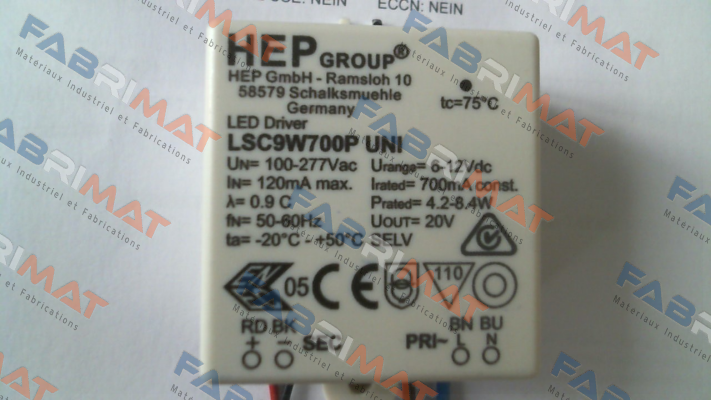 USE: NEIN ECCN: NEIN
HEP GROUP®
HEP GmbH - Ramsloh 10
58579 Schalksmuehle
Germany
tc=75°C
LED Driver
LSC9W700P UNI
UN= 100-277Vac Urange= 6-12Vdc
IN= 120mA max. Irated= 700mA const.
λ= 0.9 C Prated= 4.2-8.4W
fN= 50-60Hz UOUT= 20V
ta= -20°C - +50°C SELV
05 CE 110
RD BK BN BU
+ - SEC PRI~ L N
FABRIMAT
Materiaux Industriel et Fabrications